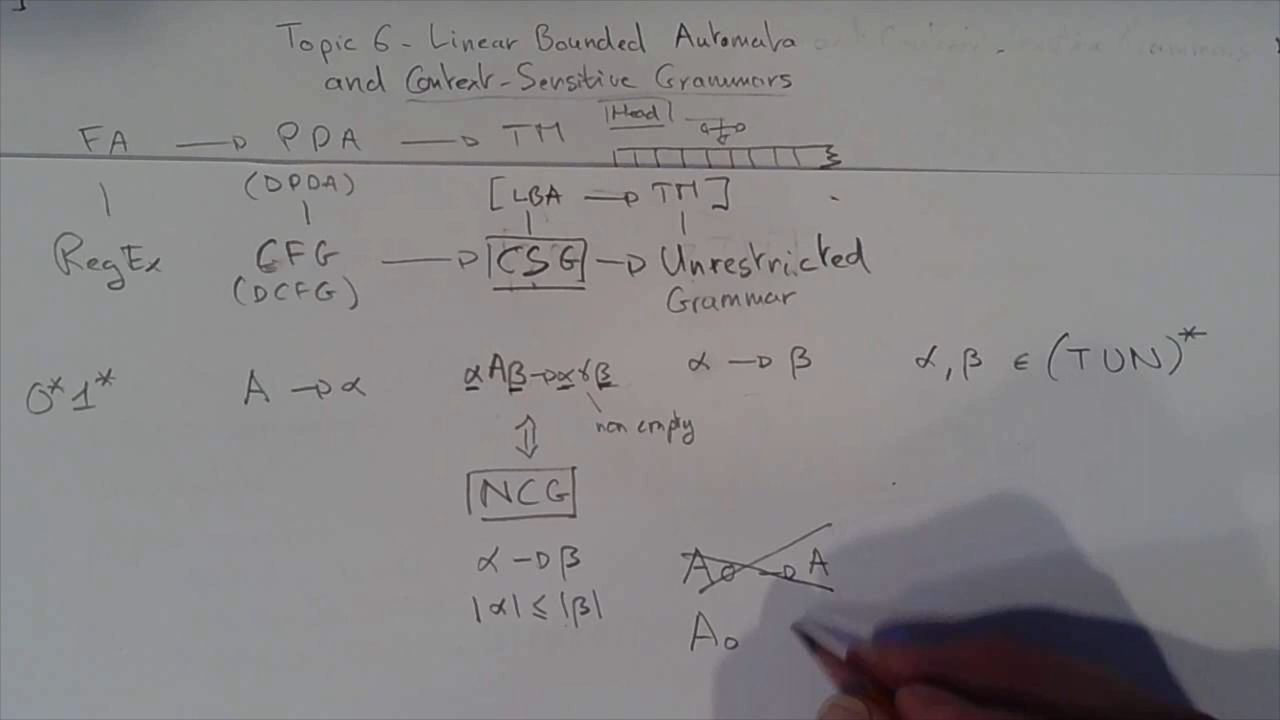 Topic 6 - Linear Bounded Automata
and Context-Sensitive Grammars
FA → PDA → TM |Head|
(DPDA) [LBA → TM]
RegEx CFG → CSG → Unrestricted
(DCFG) Grammar
0*1* A → α αAβ → αγβ α → β α, β ∈ (T∪N)*
non empty
⇕
NCG
α → β A0 → A
|α| ≤ |β|
A0